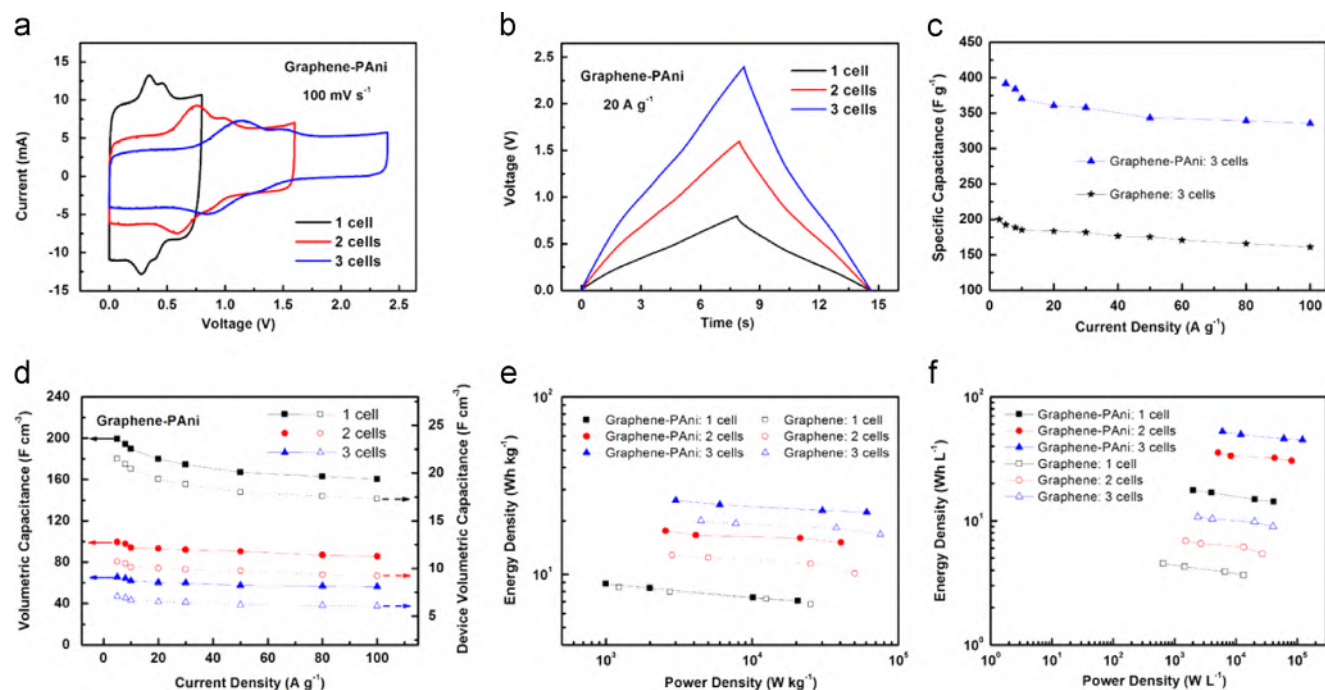 a
15
10
5
0
-5
-10
-15
Current (mA)
Graphene-PAni
100 mV s⁻¹
1 cell
2 cells
3 cells
0.0 0.5 1.0 1.5 2.0 2.5
Voltage (V)
b
2.5
2.0
1.5
1.0
0.5
0.0
Voltage (V)
Graphene-PAni
20 A g⁻¹
1 cell
2 cells
3 cells
0 3 6 9 12 15
Time (s)
c
450
400
350
300
250
200
150
100
Specific Capacitance (F g⁻¹)
Graphene-PAni: 3 cells
Graphene: 3 cells
0 20 40 60 80 100
Current Density (A g⁻¹)
d
240
200
160
120
80
40
0
Volumetric Capacitance (F cm⁻³)
Graphene-PAni
1 cell
2 cells
3 cells
25
20
15
10
5
Device Volumetric Capacitance (F cm⁻³)
0 20 40 60 80 100
Current Density (A g⁻¹)
e
10²
10¹
Energy Density (Wh kg⁻¹)
Graphene-PAni: 1 cell
Graphene-PAni: 2 cells
Graphene-PAni: 3 cells
Graphene: 1 cell
Graphene: 2 cells
Graphene: 3 cells
10³ 10⁴ 10⁵
Power Density (W kg⁻¹)
f
10²
10¹
10⁰
Energy Density (Wh L⁻¹)
Graphene-PAni: 1 cell
Graphene-PAni: 2 cells
Graphene-PAni: 3 cells
Graphene: 1 cell
Graphene: 2 cells
Graphene: 3 cells
10⁰ 10¹ 10² 10³ 10⁴ 10⁵
Power Density (W L⁻¹)